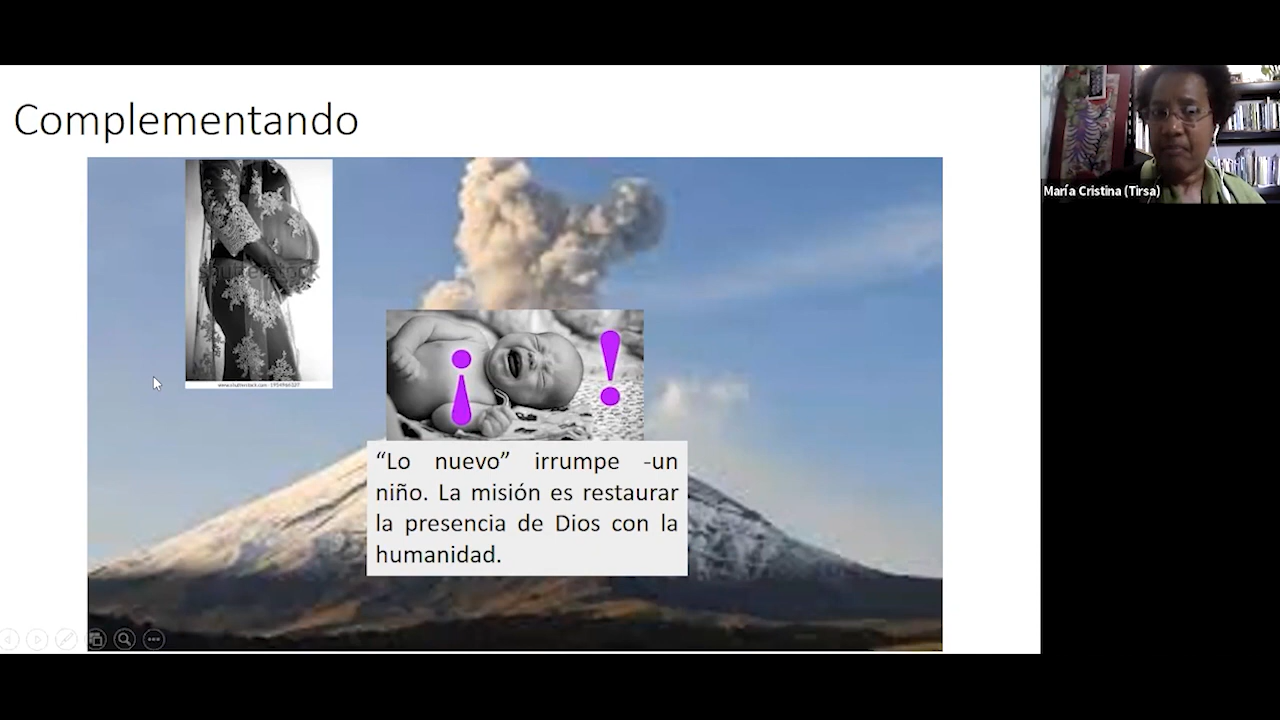 Complementando
María Cristina (Tirsa)
shutterstock
¡ !
“Lo nuevo” irrumpe -un
niño. La misión es restaurar
la presencia de Dios con la
humanidad.